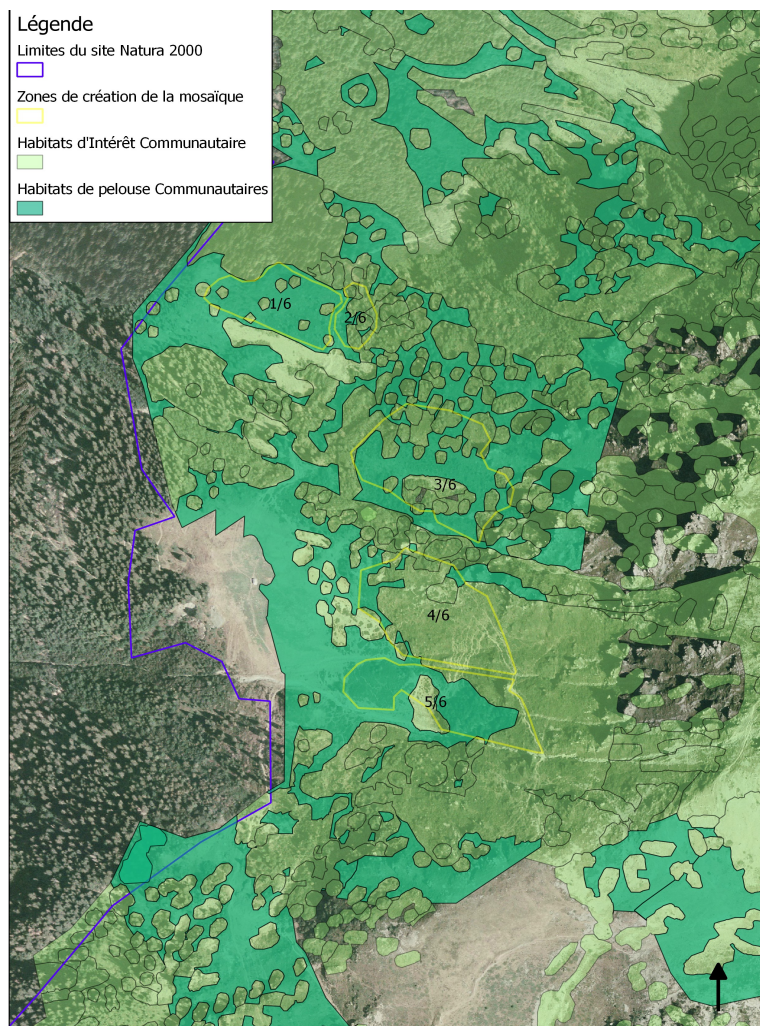 Légende
Limites du site Natura 2000
Zones de création de la mosaïque
Habitats d'Intérêt Communautaire
Habitats de pelouse Communautaires
1/6
2/6
3/6
4/6
5/6